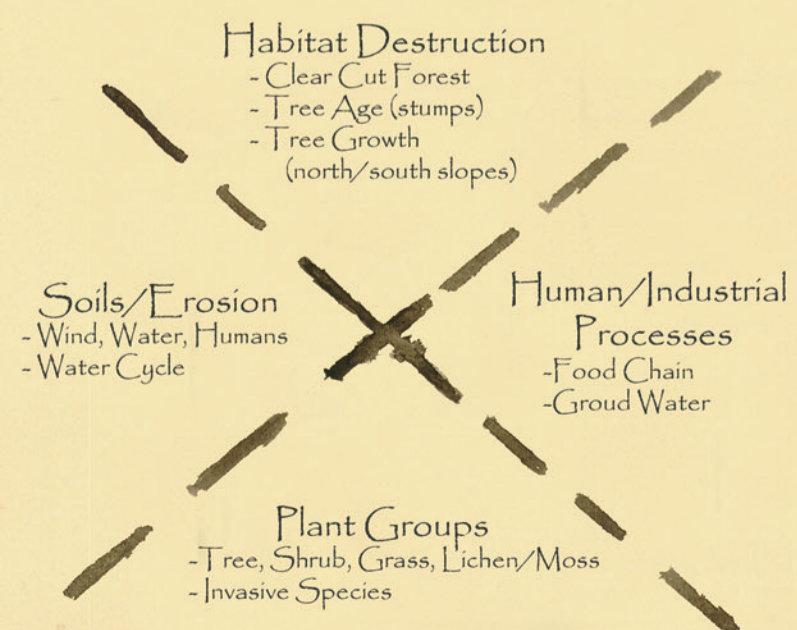 Habitat Destruction
- Clear Cut Forest
- Tree Age (stumps)
- Tree Growth
(north/south slopes)
Soils/Erosion
- Wind, Water, Humans
- Water Cycle
Human/Industrial
Processes
-Food Chain
-Groud Water
Plant Groups
-Tree, Shrub, Grass, Lichen/Moss
- Invasive Species